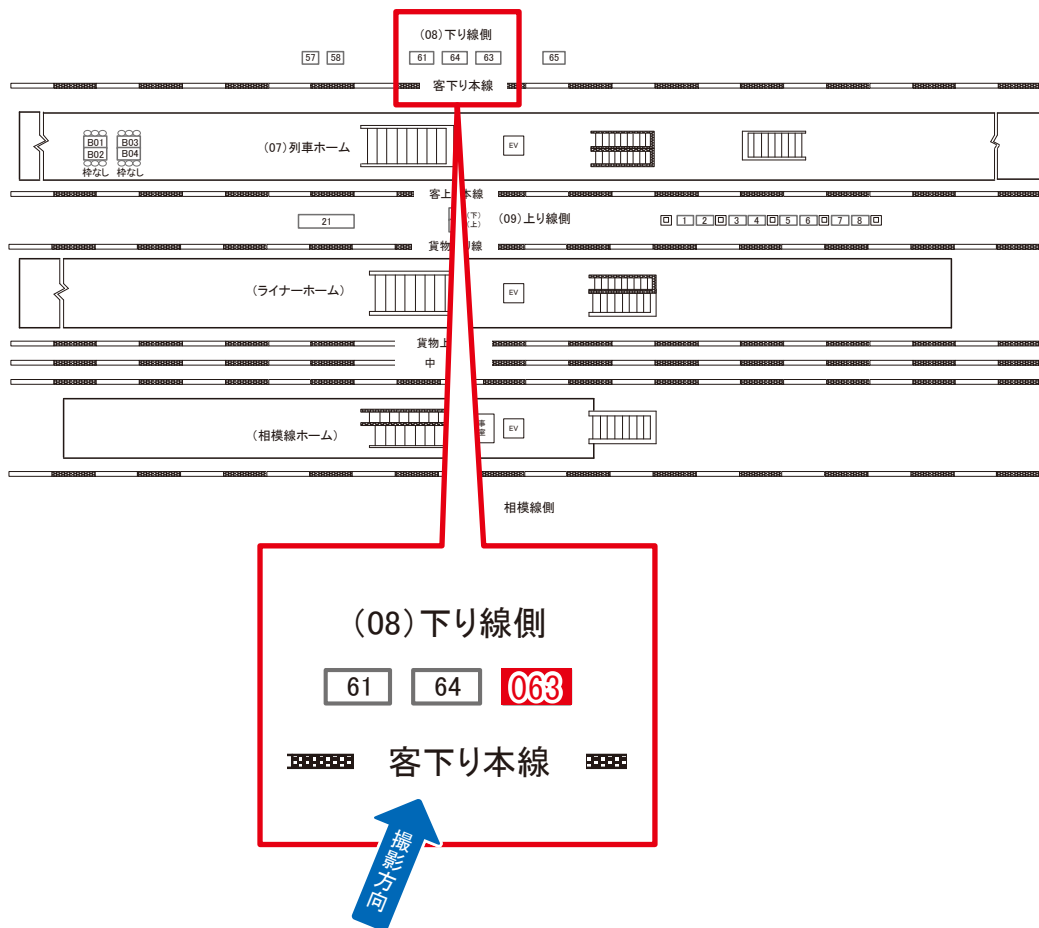 (08)下り線側
57 58 61 64 63 65
客下り本線
B01 B03
B02 B04
枠なし 枠なし
(07)列車ホーム
EV
客上 本線
21
(下)
(上)
(09)上り線側
1 2 3 4 5 6 7 8
貨物 り線
(ライナーホーム)
EV
貨物上
中
(相模線ホーム)
事
室
EV
相模線側
(08)下り線側
61 64 063
客下り本線
撮影方向